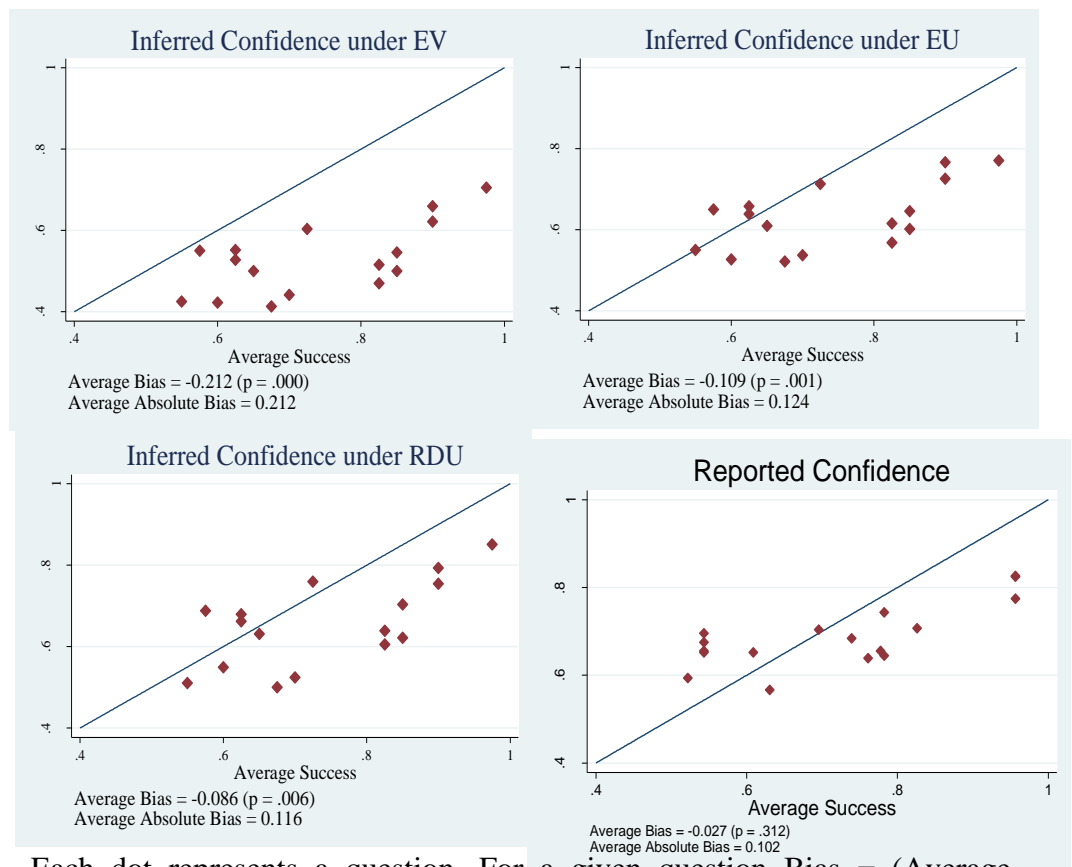 Inferred Confidence under EV
1
.8
.6
.4
.4 .6 .8 1
Average Success
Average Bias = -0.212 (p = .000)
Average Absolute Bias = 0.212
Inferred Confidence under EU
1
.8
.6
.4
.4 .6 .8 1
Average Success
Average Bias = -0.109 (p = .001)
Average Absolute Bias = 0.124
Inferred Confidence under RDU
1
.8
.6
.4
.4 .6 .8 1
Average Success
Average Bias = -0.086 (p = .006)
Average Absolute Bias = 0.116
Reported Confidence
1
.8
.6
.4
.4 .6 .8 1
Average Success
Average Bias = -0.027 (p = .312)
Average Absolute Bias = 0.102
Each dot represents a question. For a given question Bias = (Average